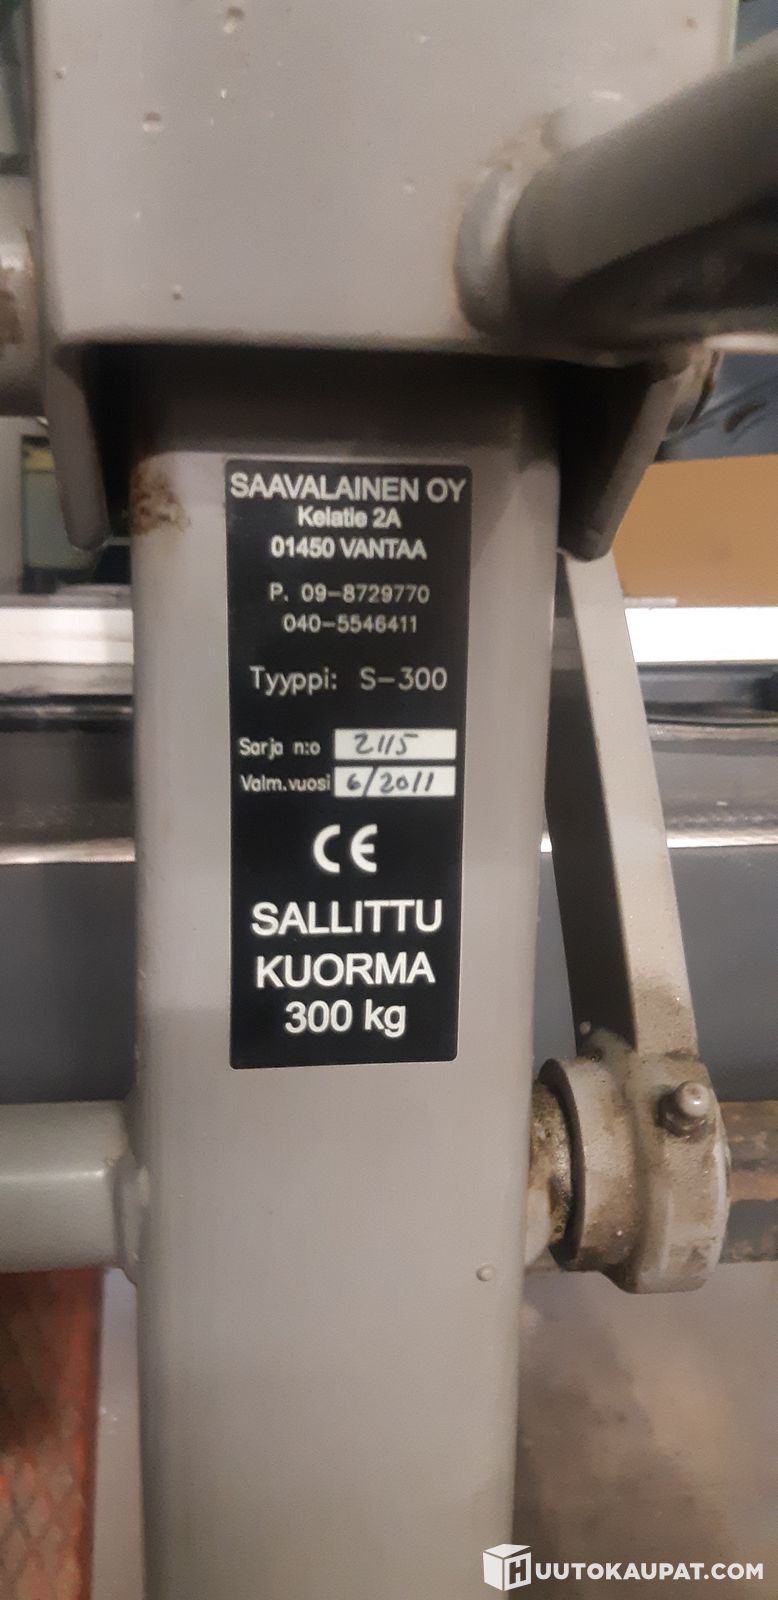 SAAVALAINEN OY
Kelatie 2A
01450 VANTAA
P. 09-8729770
040-5546411
Tyyppi: S-300
Sarja n:o 2115
Valm.vuosi 6/2011
CE
SALLITTU
KUORMA
300 kg
HUUTOKAUPAT.COM